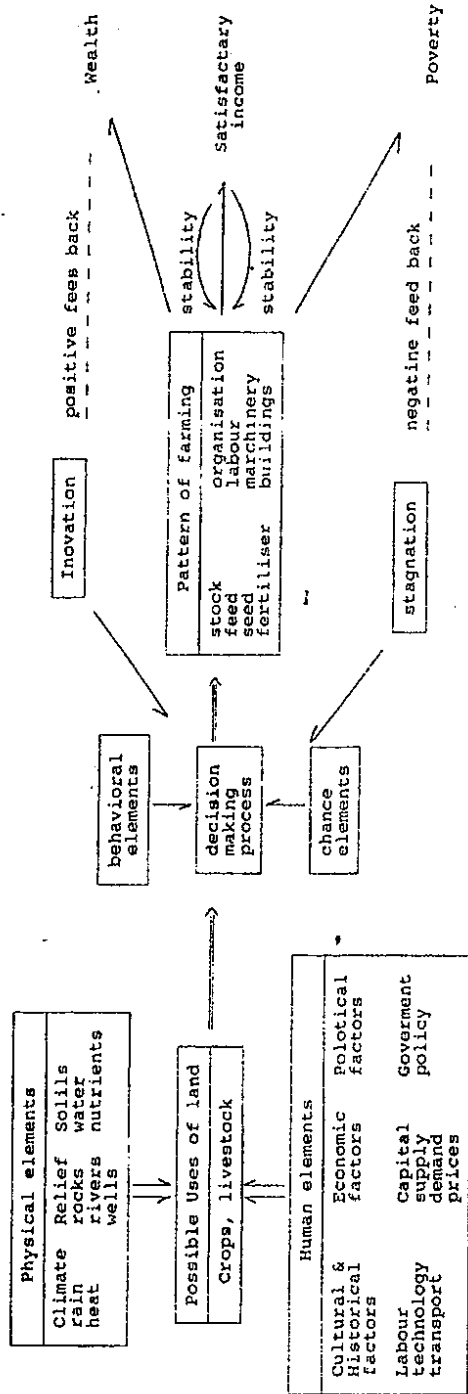 Physical elements
Climate Relief Solils
rain rocks water
heat rivers nutrients
wells
Possible Uses of land
Crops, livestock
Human elements
Cultural & Economic Polotical
Historical factors factors
factors
Labour Capital Goverment
technology supply policy
transport demand
prices
behavioral
elements
decision
making
process
chance
elements
Inovation
positive fees back
Wealth
Pattern of farming
stock organisation
feed labour
seed marchinery
fertiliser buildings
stability
stability
Satisfactary
income
stagnation
negatine feed back
Poverty